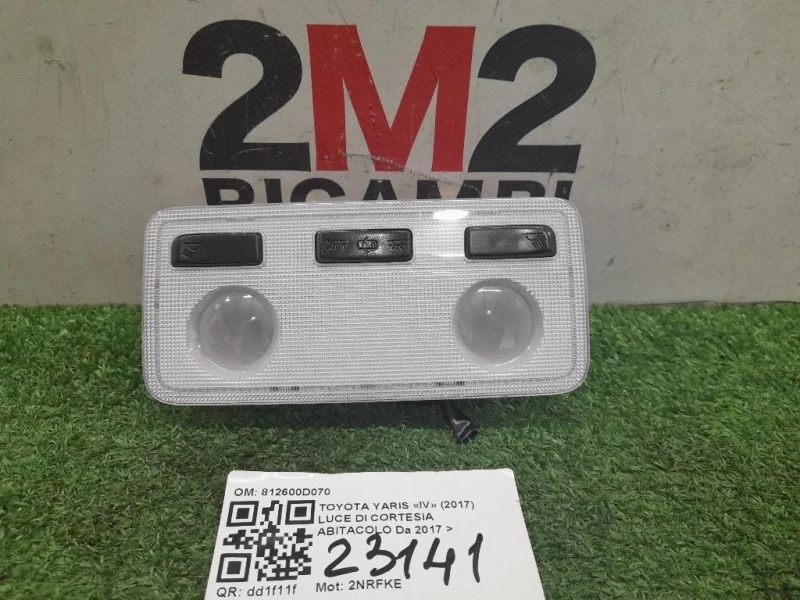 2M2
RICAMBI
OFF
OM: 812600D070
TOYOTA YARIS «IV» (2017)
LUCE DI CORTESIA
ABITACOLO Da 2017 >
23141
QR: dd1f11f
Mot: 2NRFKE